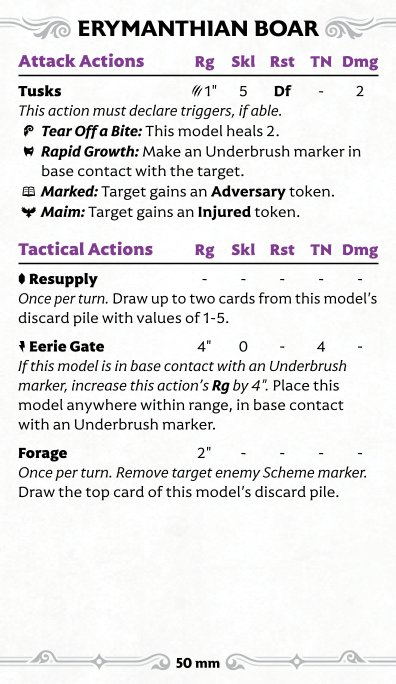 ERYMANTHIAN BOAR
Attack Actions Rg Skl Rst TN Dmg
Tusks 1" 5 Df - 2
This action must declare triggers, if able.
Tear Off a Bite: This model heals 2.
Rapid Growth: Make an Underbrush marker in
base contact with the target.
Marked: Target gains an Adversary token.
Maim: Target gains an Injured token.
Tactical Actions Rg Skl Rst TN Dmg
Resupply - - - - -
Once per turn. Draw up to two cards from this model's
discard pile with values of 1-5.
Eerie Gate 4" 0 - 4 -
If this model is in base contact with an Underbrush
marker, increase this action's Rg by 4". Place this
model anywhere within range, in base contact
with an Underbrush marker.
Forage 2" - - - -
Once per turn. Remove target enemy Scheme marker.
Draw the top card of this model's discard pile.
50 mm